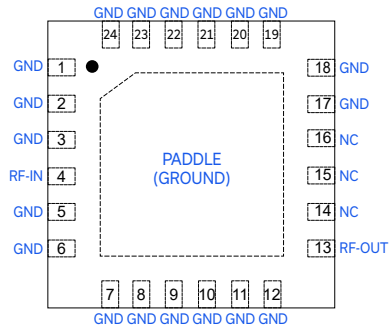 GND GND GND GND GND GND
24 23 22 21 20 19
GND 1 18 GND
GND 2 17 GND
GND 3 16 NC
RF-IN 4 PADDLE 15 NC
(GROUND)
GND 5 14 NC
GND 6 13 RF-OUT
7 8 9 10 11 12
GND GND GND GND GND GND